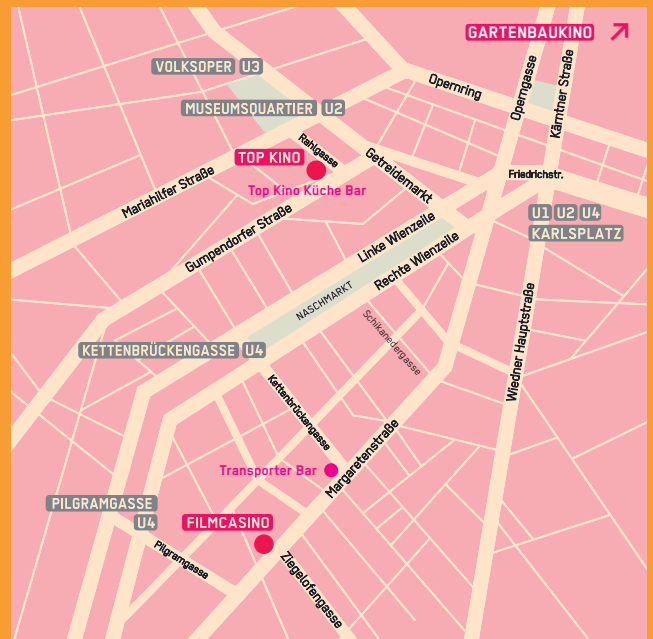 GARTENBAUKINO
VOLKSOPER U3
Opernring
Operngasse
Kärntner Straße
MUSEUMSQUARTIER U2
Rahlgasse
TOP KINO
Top Kino Küche Bar
Getreidemarkt
Friedrichstr.
Mariahilfer Straße
Gumpendorfer Straße
U1 U2 U4
KARLSPLATZ
Linke Wienzeile
Rechte Wienzeile
NASCHMARKT
Schikanedergasse
Wiedner Hauptstraße
KETTENBRÜCKENGASSE U4
Kettenbrückengasse
Margaretenstraße
Transporter Bar
PILGRAMGASSE
U4
FILMCASINO
Pilgramgasse
Ziegelofengasse